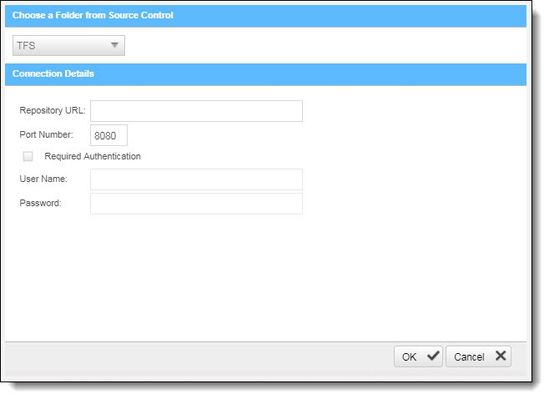 Choose a Folder from Source Control
TFS
Connection Details
Repository URL:
Port Number: 8080
Required Authentication
User Name:
Password:
OK Cancel